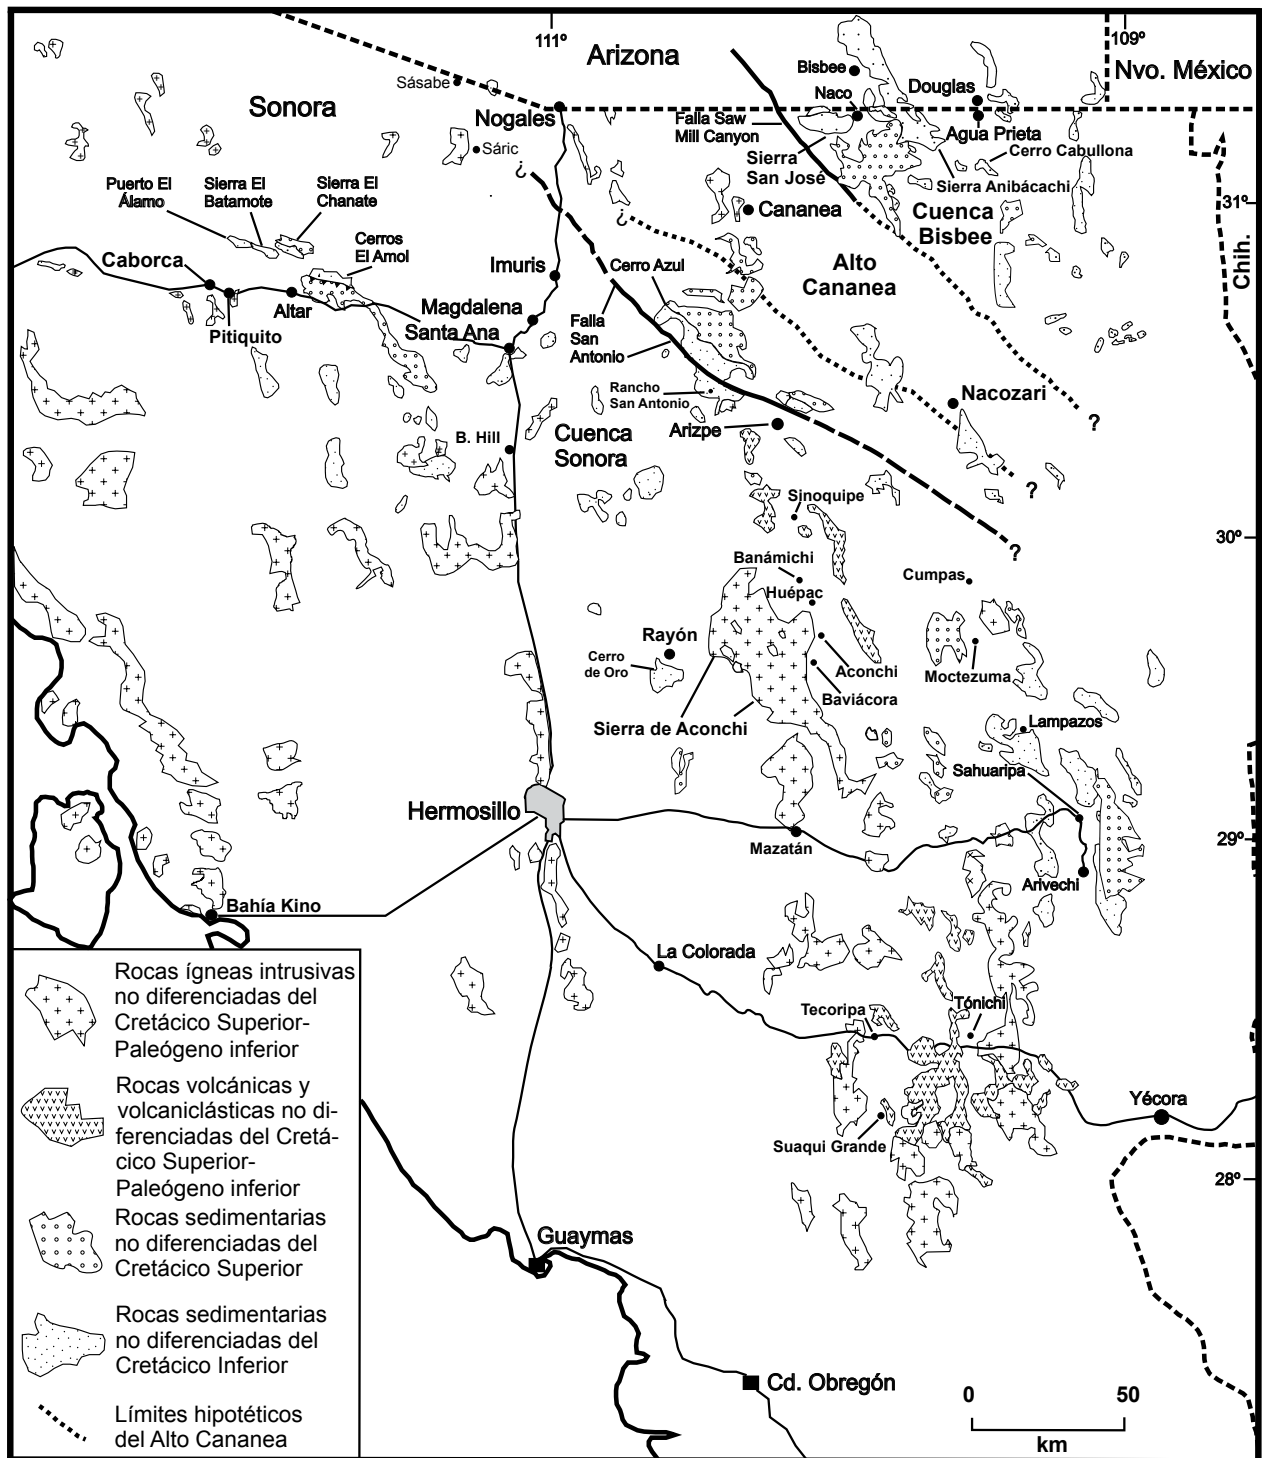 111º
109º
Arizona
Nvo. México
Bisbee
Naco
Douglas
Sásabe
Sonora
Nogales
Falla Saw
Mill Canyon
Agua Prieta
Cerro Cabullona
Sáric
Sierra
San José
¿
Puerto El
Álamo
Sierra El
Batamote
Sierra El
Chanate
Sierra Anibácachi
31º
¿
Cananea
Cuenca
Bisbee
Chih.
Cerros
El Amol
Caborca
Imuris
Cerro Azul
Alto
Cananea
Altar
Magdalena
Santa Ana
Pitiquito
Falla
San
Antonio
Rancho
San Antonio
Nacozari
?
Arizpe
B. Hill
Cuenca
Sonora
?
Sinoquipe
30º
?
Banámichi
Huépac
Cumpas
Rayón
Cerro
de Oro
Aconchi
Moctezuma
Baviácora
Sierra de Aconchi
Lampazos
Sahuaripa
Hermosillo
29º
Mazatán
Arivechi
Bahía Kino
La Colorada
Tecoripa
Tónichi
Yécora
Suaqui Grande
28º
Guaymas
Cd. Obregón
0
50
km
Rocas ígneas intrusivas
no diferenciadas del
Cretácico Superior-
Paleógeno inferior
Rocas volcánicas y
volcaniclásticas no di-
ferenciadas del Cretá-
cico Superior-
Paleógeno inferior
Rocas sedimentarias
no diferenciadas del
Cretácico Superior
Rocas sedimentarias
no diferenciadas del
Cretácico Inferior
Límites hipotéticos
del Alto Cananea